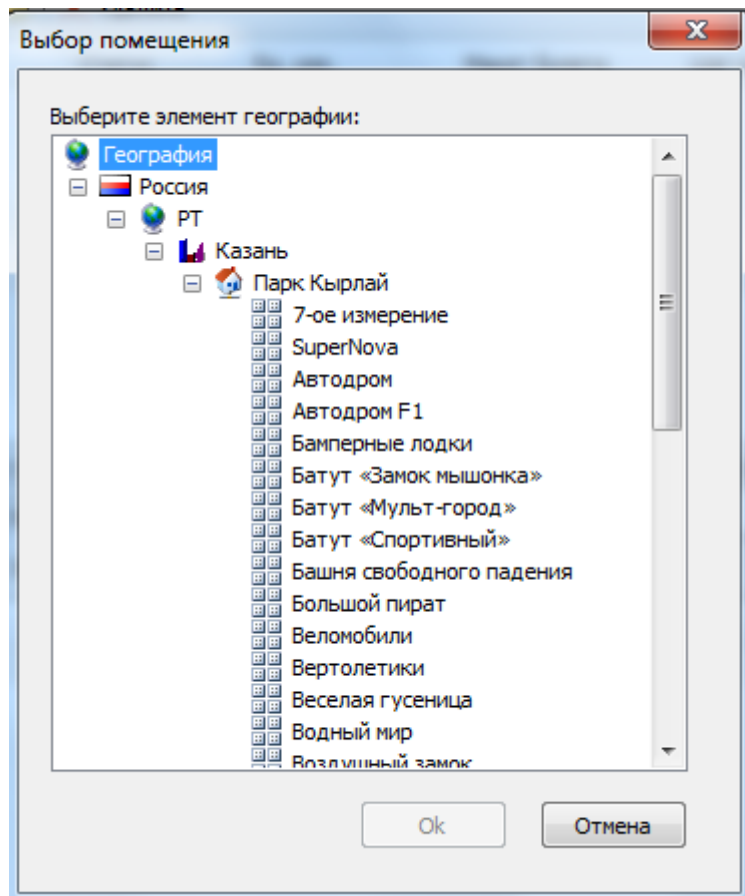 Выбор помещения
Выберите элемент географии:
География
Россия
РТ
Казань
Парк Кырлай
7-ое измерение
SuperNova
Автодром
Автодром F1
Бамперные лодки
Батут «Замок мышонка»
Батут «Мульт-город»
Батут «Спортивный»
Башня свободного падения
Большой пират
Веломобили
Вертолетики
Веселая гусеница
Водный мир
Воздушный замок
Ok
Отмена